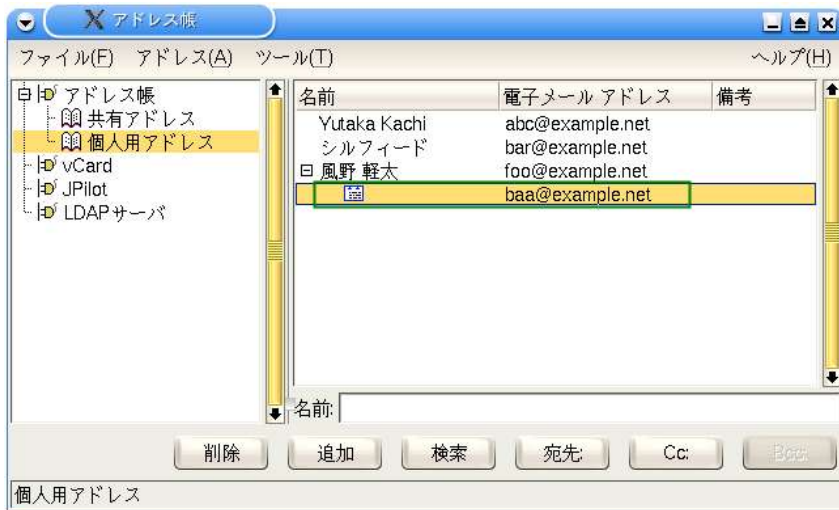 アドレス帳
ファイル(F) アドレス(A) ツール(T) ヘルプ(H)
アドレス帳
共有アドレス
個人用アドレス
vCard
JPilot
LDAPサーバ
名前 電子メール アドレス 備考
Yutaka Kachi abc@example.net
シルフィード bar@example.net
風野 軽太 foo@example.net
baa@example.net
名前:
削除 追加 検索 宛先: Cc: Bcc:
個人用アドレス